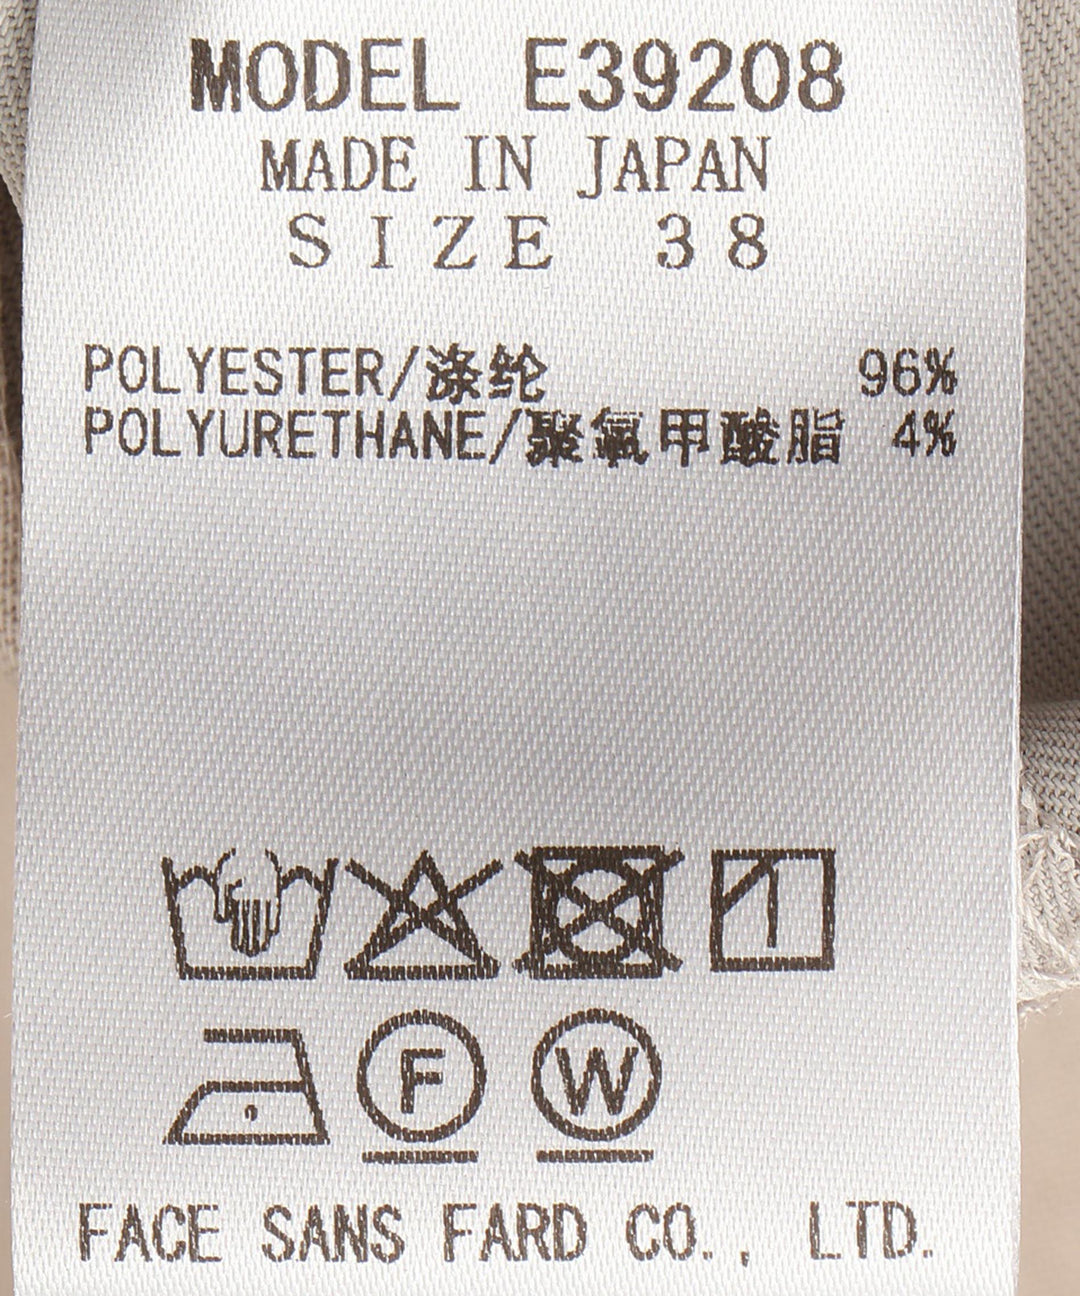 MODEL E39208
MADE IN JAPAN
SIZE 38
POLYESTER/涤纶 96%
POLYURETHANE/聚氨甲酸脂 4%
F W
FACE SANS FARD CO., LTD.